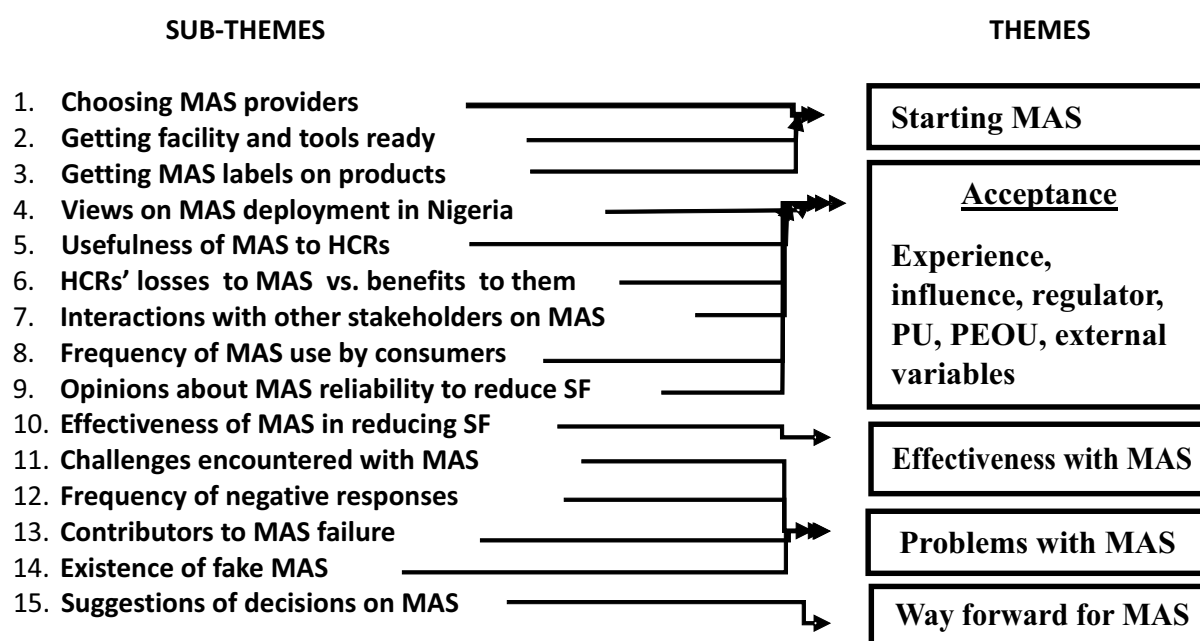 SUB-THEMES
THEMES
1. Choosing MAS providers
2. Getting facility and tools ready
3. Getting MAS labels on products
4. Views on MAS deployment in Nigeria
5. Usefulness of MAS to HCRs
6. HCRs’ losses to MAS vs. benefits to them
7. Interactions with other stakeholders on MAS
8. Frequency of MAS use by consumers
9. Opinions about MAS reliability to reduce SF
10. Effectiveness of MAS in reducing SF
11. Challenges encountered with MAS
12. Frequency of negative responses
13. Contributors to MAS failure
14. Existence of fake MAS
15. Suggestions of decisions on MAS
Starting MAS
Acceptance
Experience,
influence, regulator,
PU, PEOU, external
variables
Effectiveness with MAS
Problems with MAS
Way forward for MAS